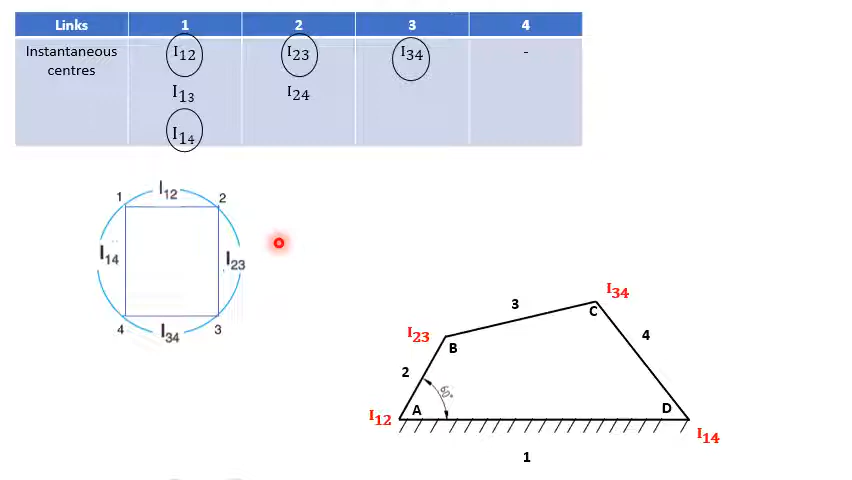 Links 1 2 3 4
Instantaneous centres I12 I23 I34 -
I13 I24
I14
1 I12 2
I14 I23
4 I34 3
I34
3 C
I23 B 4
2
I12 A D
I14
1